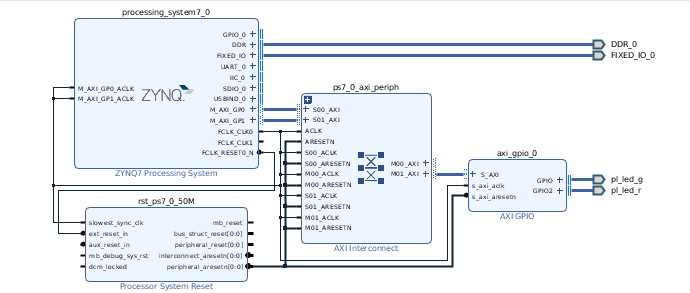 processing_system7_0
GPIO_0
DDR
FIXED_IO
UART_0
IIC_0
SDIO_0
USBIND_0
M_AXI_GP0_ACLK
M_AXI_GP1_ACLK
ZYNQ
M_AXI_GP0
M_AXI_GP1
FCLK_CLK0
FCLK_CLK1
FCLK_RESET0_N
ZYNQ7 Processing System
DDR_0
FIXED_IO_0
ps7_0_axi_periph
S00_AXI
S01_AXI
ACLK
ARESETN
S00_ACLK
S00_ARESETN
M00_ACLK
M00_ARESETN
S01_ACLK
S01_ARESETN
M01_ACLK
M01_ARESETN
M00_AXI
M01_AXI
AXI Interconnect
axi_gpio_0
S_AXI
s_axi_aclk
s_axi_aresetn
GPIO
GPIO2
AXI GPIO
pl_led_g
pl_led_r
rst_ps7_0_50M
slowest_sync_clk
ext_reset_in
aux_reset_in
mb_debug_sys_rst
dcm_locked
mb_reset
bus_struct_reset[0:0]
peripheral_reset[0:0]
interconnect_aresetn[0:0]
peripheral_aresetn[0:0]
Processor System Reset